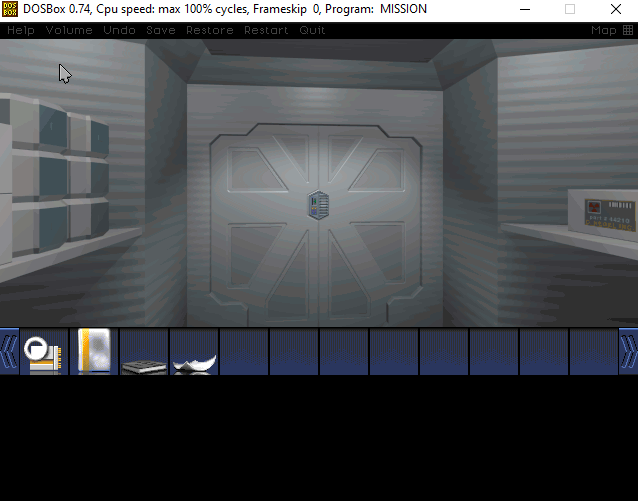 DOSBox 0.74, Cpu speed: max 100% cycles, Frameskip 0, Program: MISSION
Help Volume Undo Save Restore Restart Quit Map